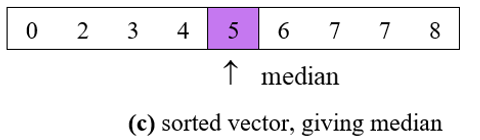 0 2 3 4 5 6 7 7 8
↑ median
(c) sorted vector, giving median